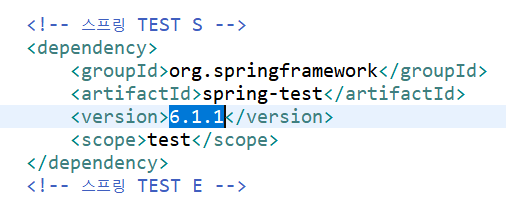 <!-- 스프링 TEST S -->
<dependency>
<groupId>org.springframework</groupId>
<artifactId>spring-test</artifactId>
<version>6.1.1</version>
<scope>test</scope>
</dependency>
<!-- 스프링 TEST E -->